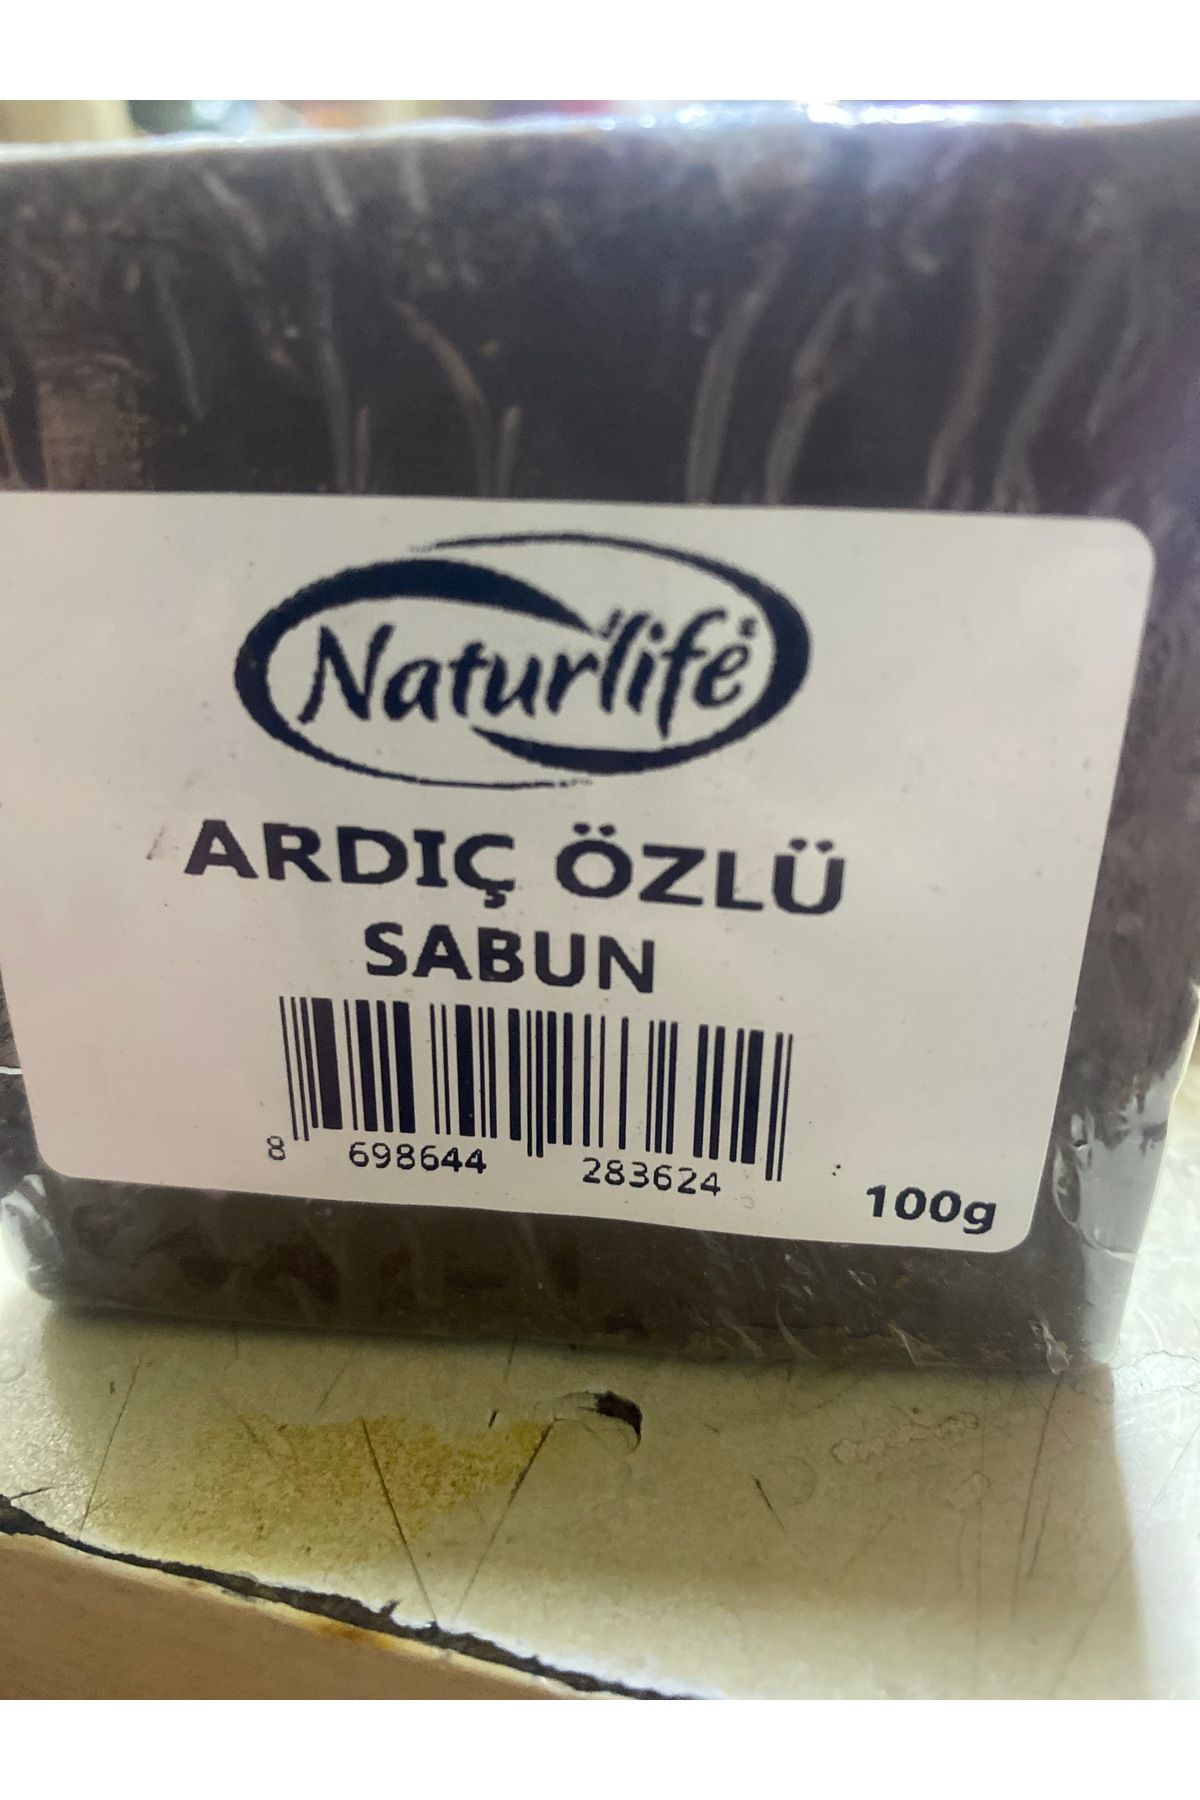 Naturlife
ARDIÇ ÖZLÜ
SABUN
8 698644 283624
100g